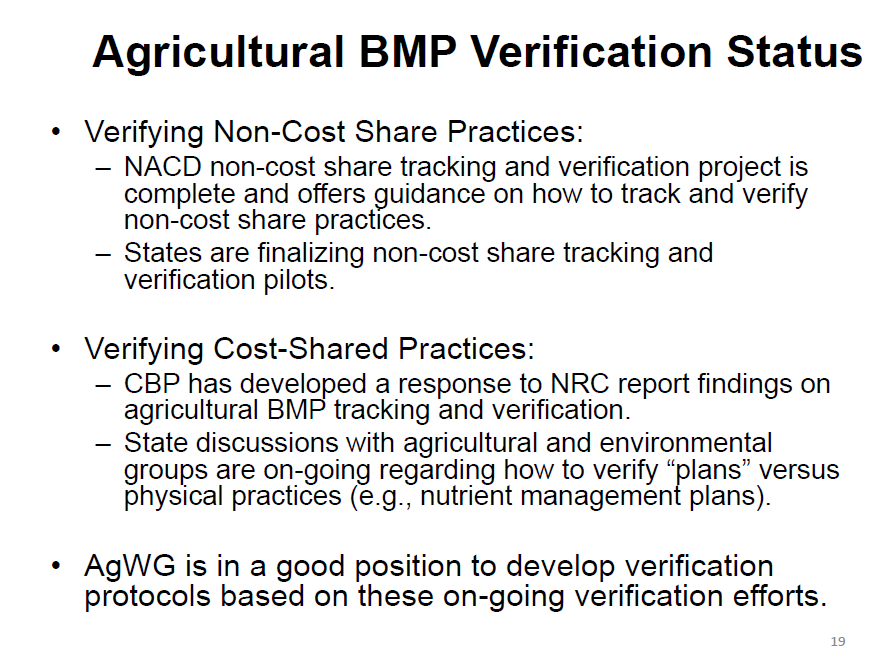 Agricultural BMP Verification Status
• Verifying Non-Cost Share Practices:
– NACD non-cost share tracking and verification project is
complete and offers guidance on how to track and verify
non-cost share practices.
– States are finalizing non-cost share tracking and
verification pilots.
• Verifying Cost-Shared Practices:
– CBP has developed a response to NRC report findings on
agricultural BMP tracking and verification.
– State discussions with agricultural and environmental
groups are on-going regarding how to verify “plans” versus
physical practices (e.g., nutrient management plans).
• AgWG is in a good position to develop verification
protocols based on these on-going verification efforts.
19